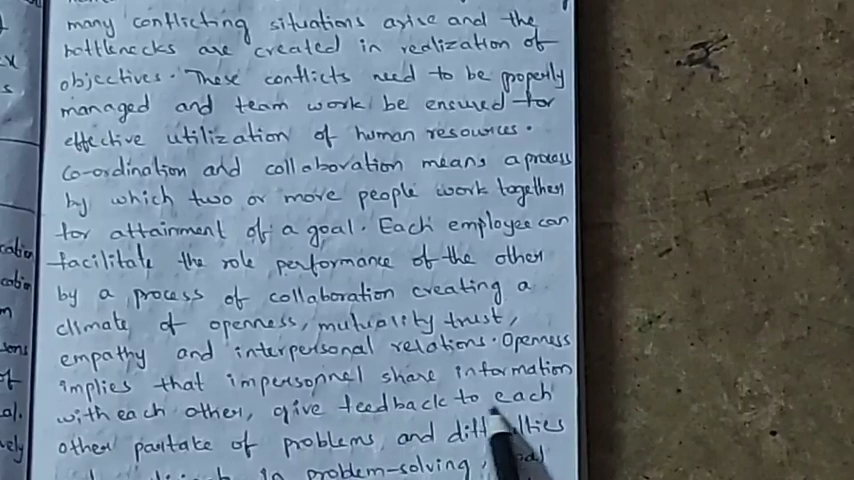 many conflicting situations arise and the
bottlenecks are created in realization of
objectives. These conflicts need to be properly
managed and team work be ensured for
effective utilization of human resources.
Co-ordination and collaboration means a process
by which two or more people work together
for attainment of a goal. Each employee can
facilitate the role performance of the other
by a process of collaboration creating a
climate of openness, mutuality trust,
empathy and interpersonal relations. Openness
implies that impersonnel share information
with each other, give feedback to each
other partake of problems and
in problem-solving,